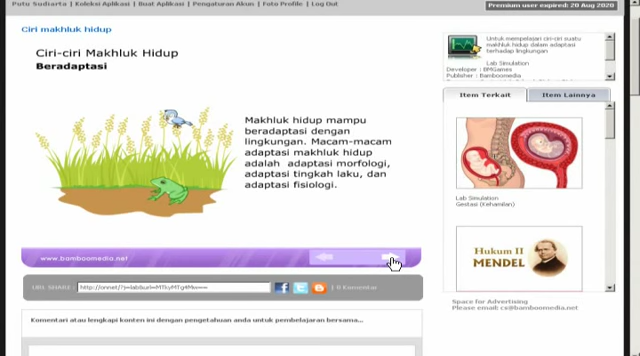 Putu Sudiarta | Koleksi Aplikasi | Buat Aplikasi | Pengaturan Akun | Foto Profile | Log Out
Premium user expired: 20 Aug 2020
Ciri makhluk hidup
Ciri-ciri Makhluk Hidup
Beradaptasi
Makhluk hidup mampu
beradaptasi dengan
lingkungan. Macam-macam
adaptasi makhluk hidup
adalah adaptasi morfologi,
adaptasi tingkah laku, dan
adaptasi fisiologi.
www.bamboomedia.net
URL SHARE :
| 0 Komentar
Komentari atau lengkapi konten ini dengan pengetahuan anda untuk pembelajaran bersama...
Untuk mempelajari ciri-ciri suatu
makhluk hidup dalam adaptasi
terhadap lingkungan
Lab Simulation
Developer : BMGames
Publisher : Bamboomedia
Item Terkait
Item Lainnya
Lab Simulation
Gestasi (Kehamilan)
Hukum II
MENDEL
Space for Advertising
Please email: cs@bamboomedia.net